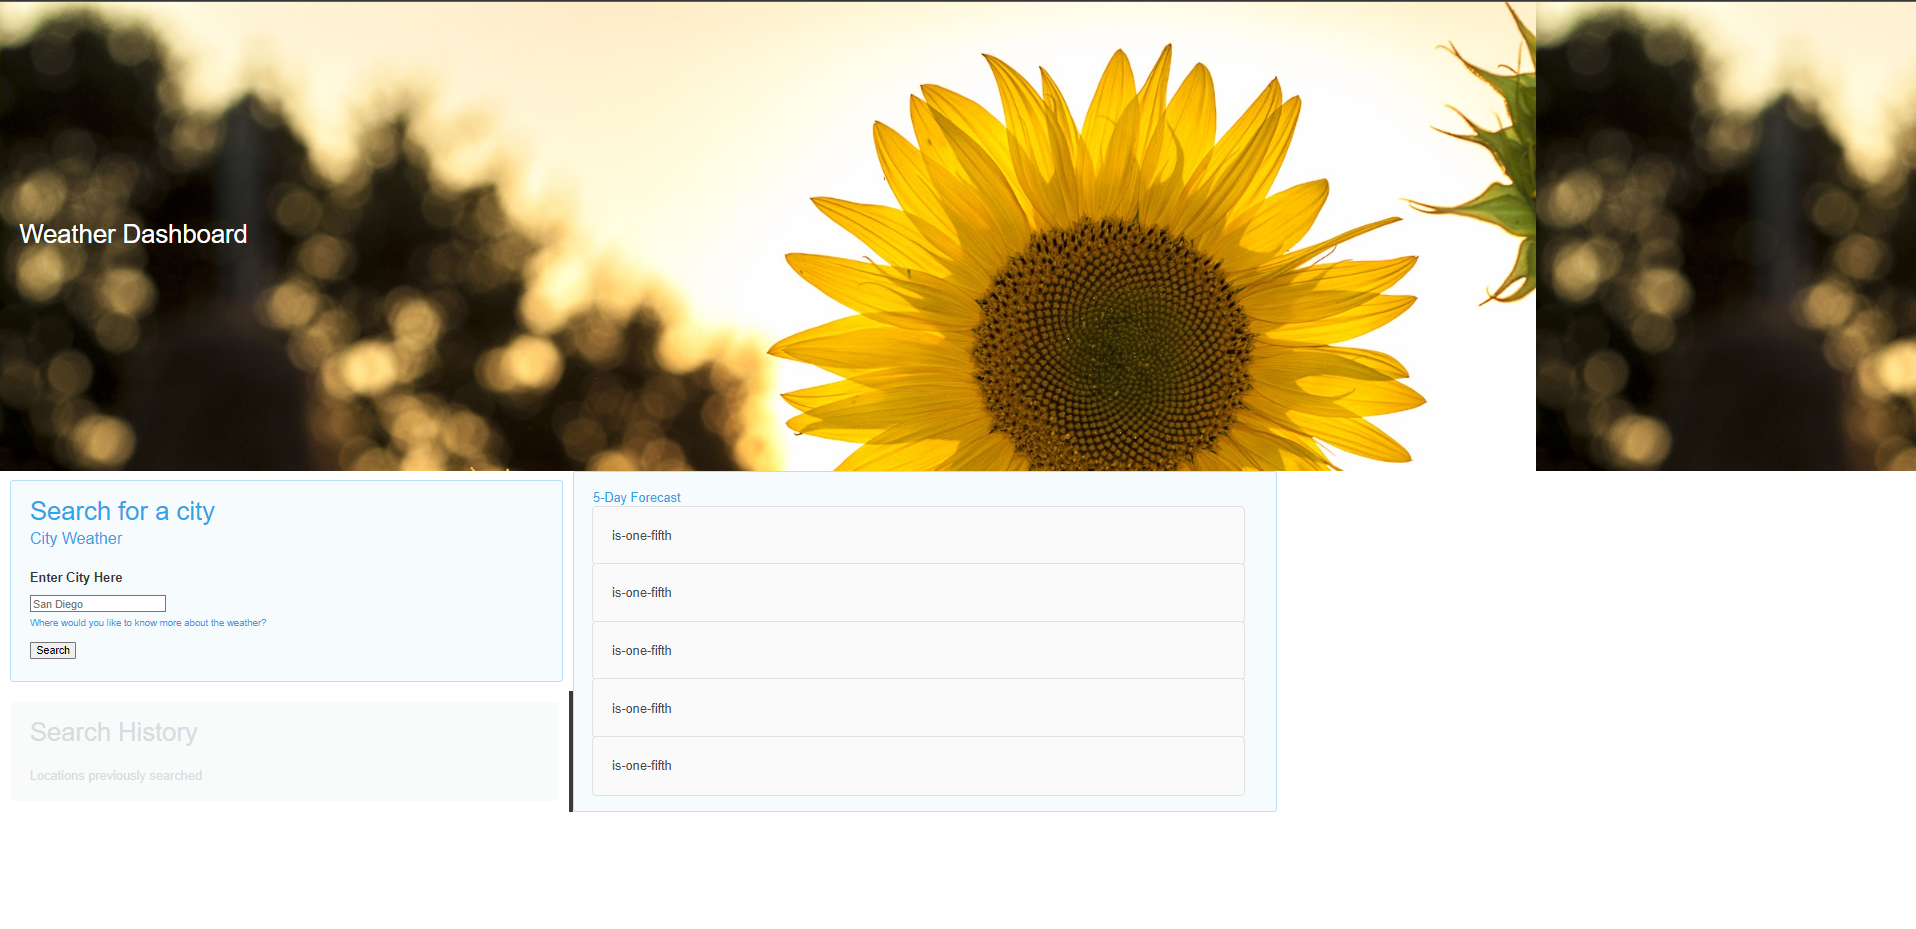 Weather Dashboard
Search for a city
City Weather
Enter City Here
San Diego
Where would you like to know more about the weather?
Search
Search History
Locations previously searched
5-Day Forecast
is-one-fifth
is-one-fifth
is-one-fifth
is-one-fifth
is-one-fifth